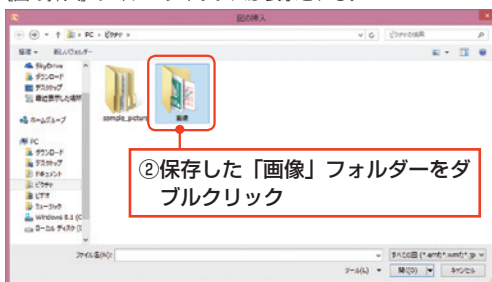 図の挿入
PC ▸ ピクチャ ▸
ピクチャの検索
整理 ▼ 新しいフォルダー
SkyDrive
ダウンロード
デスクトップ
最近表示した場所
ホームグループ
PC
ダウンロード
デスクトップ
ドキュメント
ピクチャ
ビデオ
ミュージック
Windows 8.1 (C
ローカル ディスク (
sample_picture
画像
②保存した「画像」フォルダーをダ
ブルクリック
ファイル名(N):
すべての図 (*.emf;*.wmf;*.jp
ツール(L) ▼ 開く(O) ▼ キャンセル